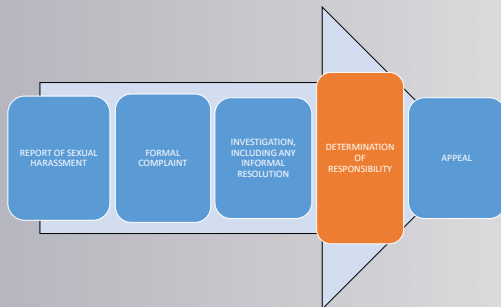 REPORT OF SEXUAL
HARASSMENT
FORMAL
COMPLAINT
INVESTIGATION,
INCLUDING ANY
INFORMAL
RESOLUTION
DETERMINATION
OF
RESPONSIBILITY
APPEAL